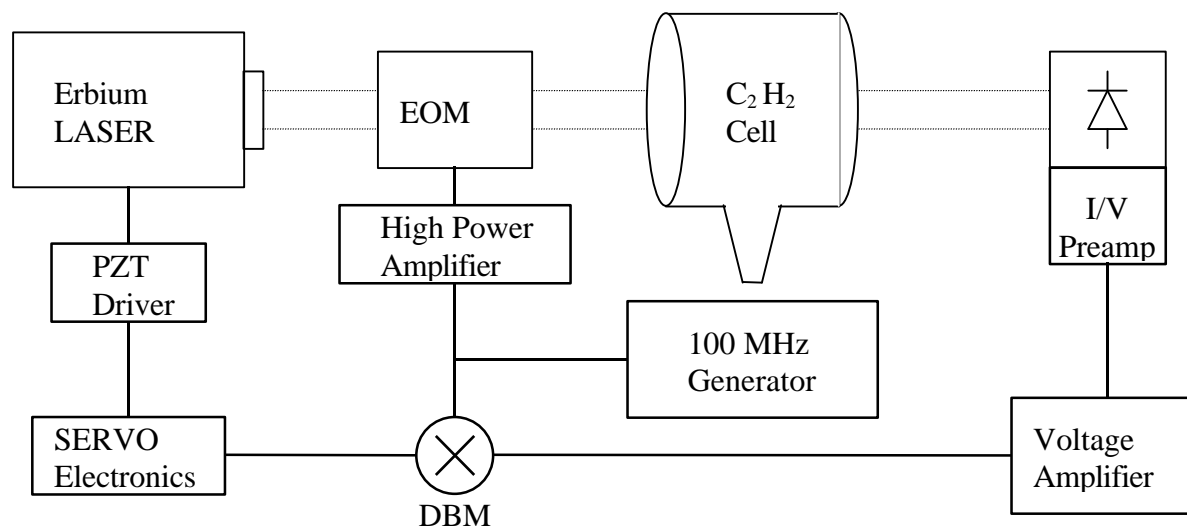 Erbium
LASER
EOM
C₂ H₂
Cell
I/V
Preamp
High Power
Amplifier
PZT
Driver
100 MHz
Generator
SERVO
Electronics
DBM
Voltage
Amplifier